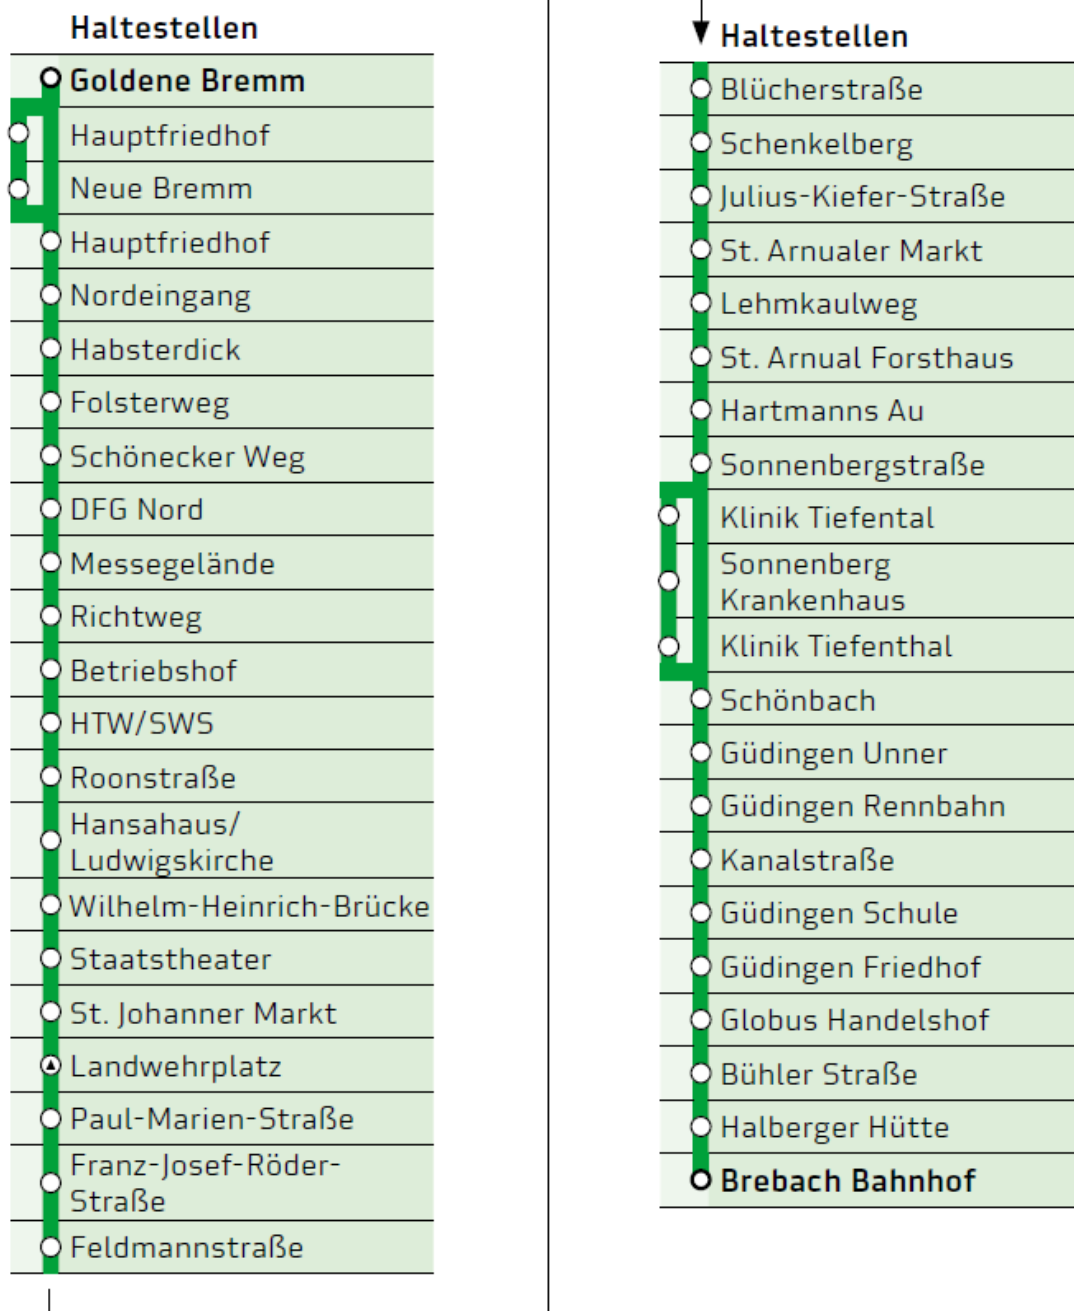 Haltestellen
Goldene Bremm
Hauptfriedhof
Neue Bremm
Hauptfriedhof
Nordeingang
Habsterdick
Folsterweg
Schönecker Weg
DFG Nord
Messegelände
Richtweg
Betriebshof
HTW/SWS
Roonstraße
Hansahaus/
Ludwigskirche
Wilhelm-Heinrich-Brücke
Staatstheater
St. Johanner Markt
Landwehrplatz
Paul-Marien-Straße
Franz-Josef-Röder-
Straße
Feldmannstraße
Haltestellen
Blücherstraße
Schenkelberg
Julius-Kiefer-Straße
St. Arnualer Markt
Lehmkaulweg
St. Arnual Forsthaus
Hartmanns Au
Sonnenbergstraße
Klinik Tiefental
Sonnenberg
Krankenhaus
Klinik Tiefenthal
Schönbach
Güdingen Unner
Güdingen Rennbahn
Kanalstraße
Güdingen Schule
Güdingen Friedhof
Globus Handelshof
Bühler Straße
Halberger Hütte
Brebach Bahnhof